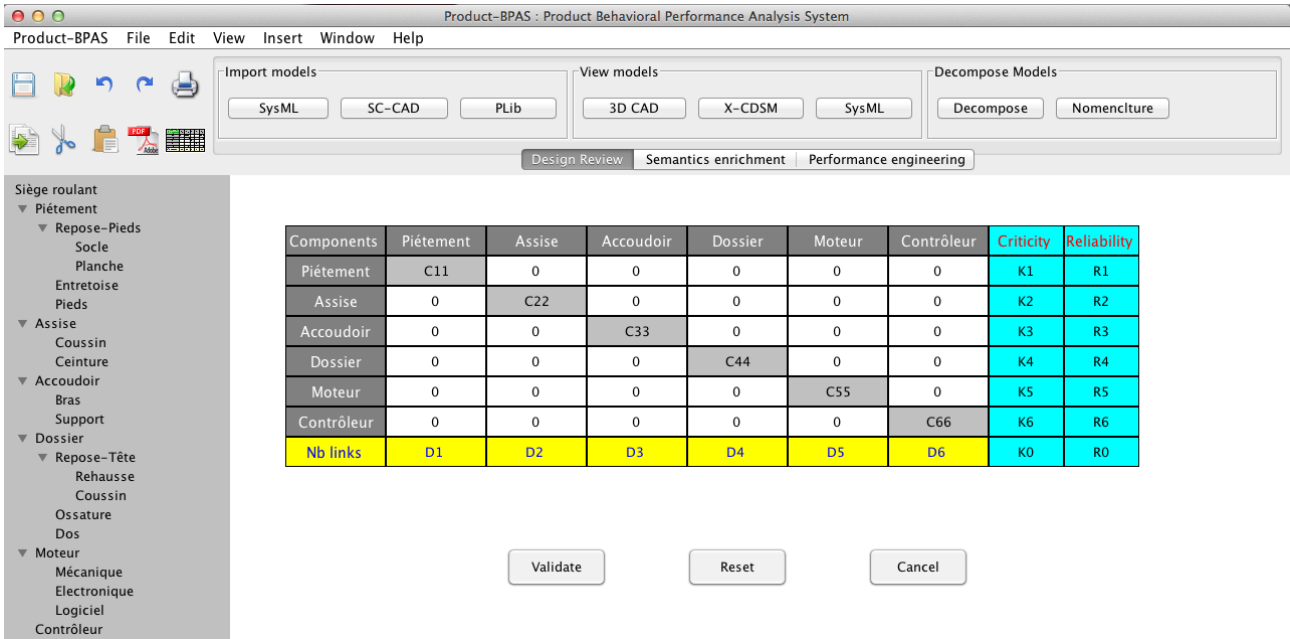 Product-BPAS : Product Behavioral Performance Analysis System
Product-BPAS File Edit View Insert Window Help
Import models View models Decompose Models
SysML SC-CAD PLib 3D CAD X-CDSM SysML Decompose Nomenclture
PDF
Adobe
Design Review Semantics enrichment Performance engineering
Siège roulant
Piétement
Repose-Pieds
Socle
Planche
Entretoise
Pieds
Assise
Coussin
Ceinture
Accoudoir
Bras
Support
Dossier
Repose-Tête
Rehausse
Coussin
Ossature
Dos
Moteur
Mécanique
Electronique
Logiciel
Contrôleur
Components Piétement Assise Accoudoir Dossier Moteur Contrôleur Criticity Reliability
Piétement C11 0 0 0 0 0 K1 R1
Assise 0 C22 0 0 0 0 K2 R2
Accoudoir 0 0 C33 0 0 0 K3 R3
Dossier 0 0 0 C44 0 0 K4 R4
Moteur 0 0 0 0 C55 0 K5 R5
Contrôleur 0 0 0 0 0 C66 K6 R6
Nb links D1 D2 D3 D4 D5 D6 K0 R0
Validate Reset Cancel